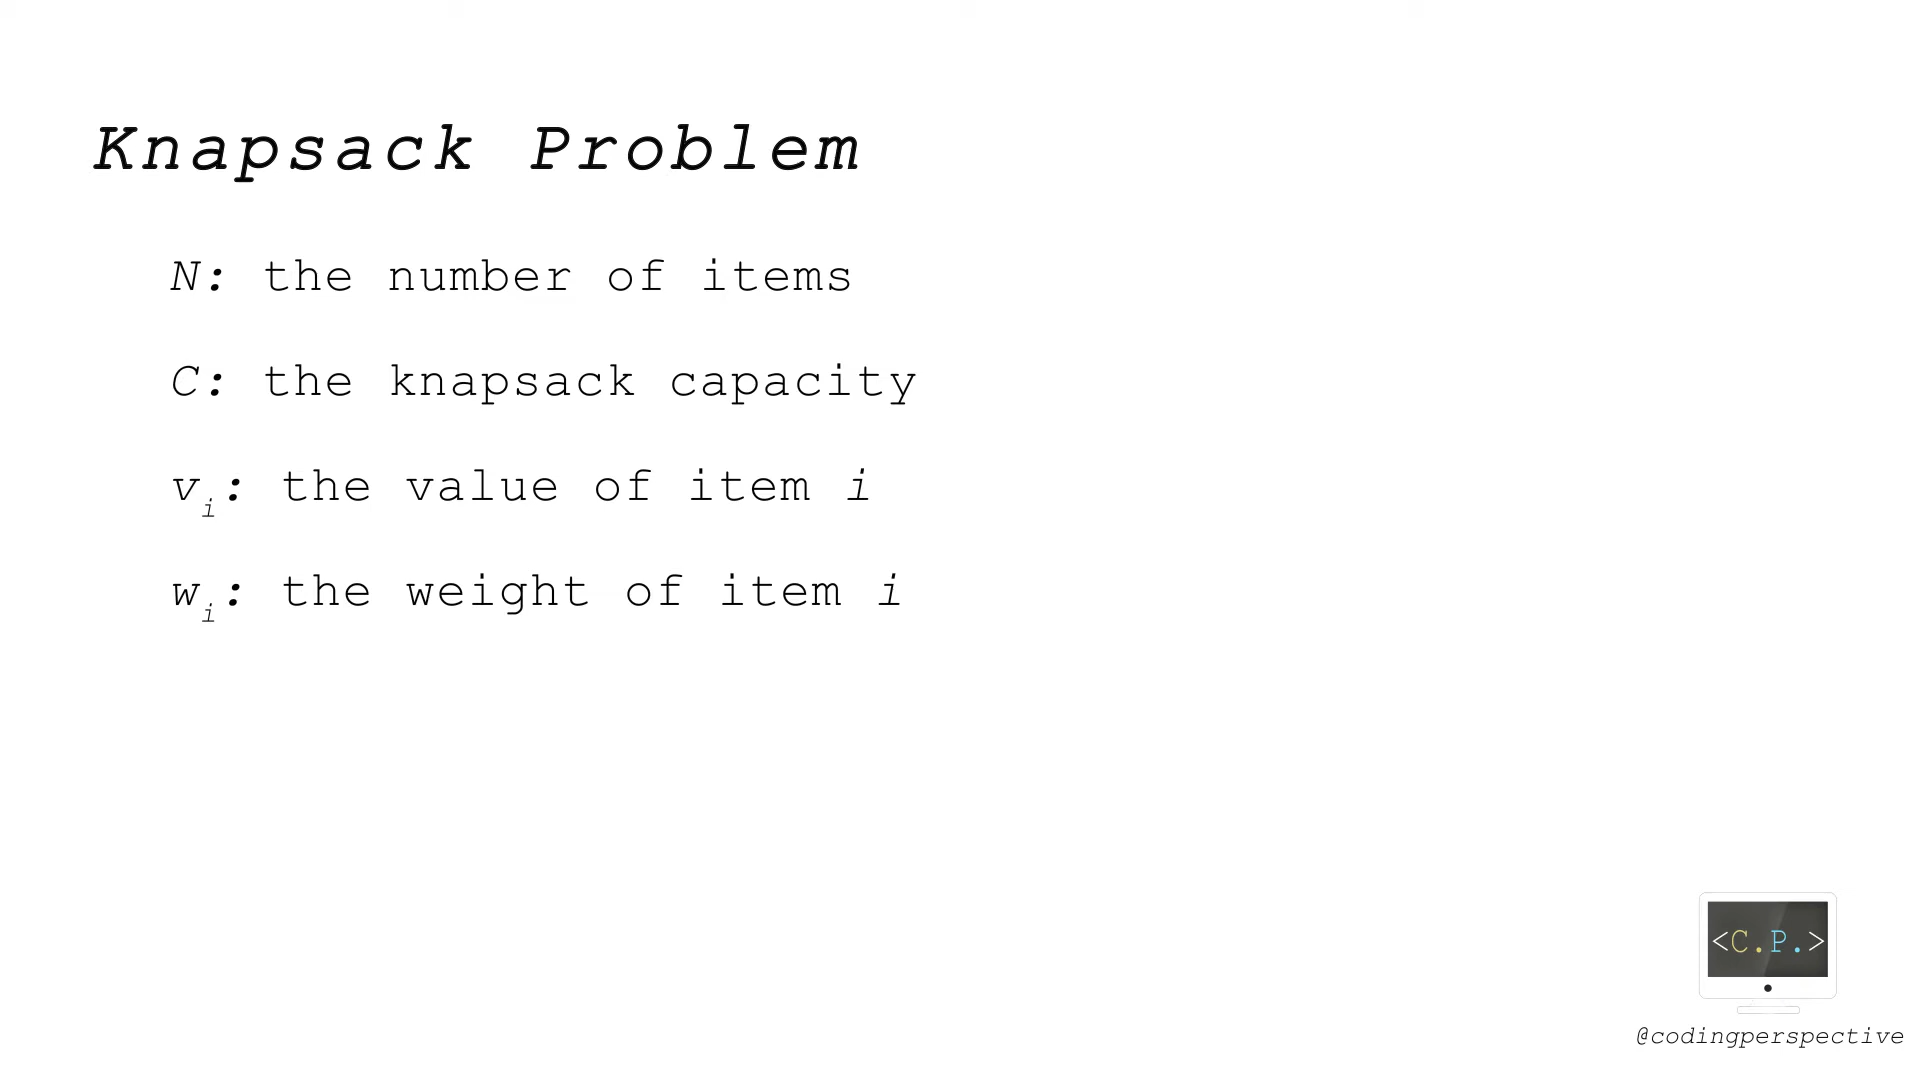 Knapsack Problem
N: the number of items
C: the knapsack capacity
vᵢ: the value of item i
wᵢ: the weight of item i
<C.P.>
@codingperspective